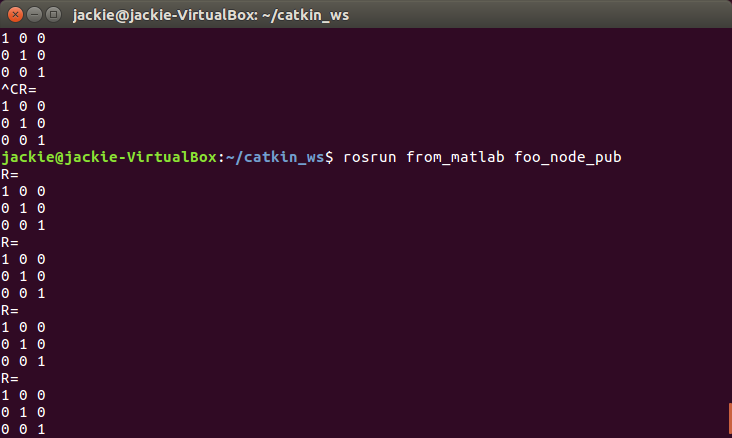 jackie@jackie-VirtualBox: ~/catkin_ws
1 0 0
0 1 0
0 0 1
^CR=
1 0 0
0 1 0
0 0 1
jackie@jackie-VirtualBox:~/catkin_ws$ rosrun from_matlab foo_node_pub
R=
1 0 0
0 1 0
0 0 1
R=
1 0 0
0 1 0
0 0 1
R=
1 0 0
0 1 0
0 0 1
R=
1 0 0
0 1 0
0 0 1